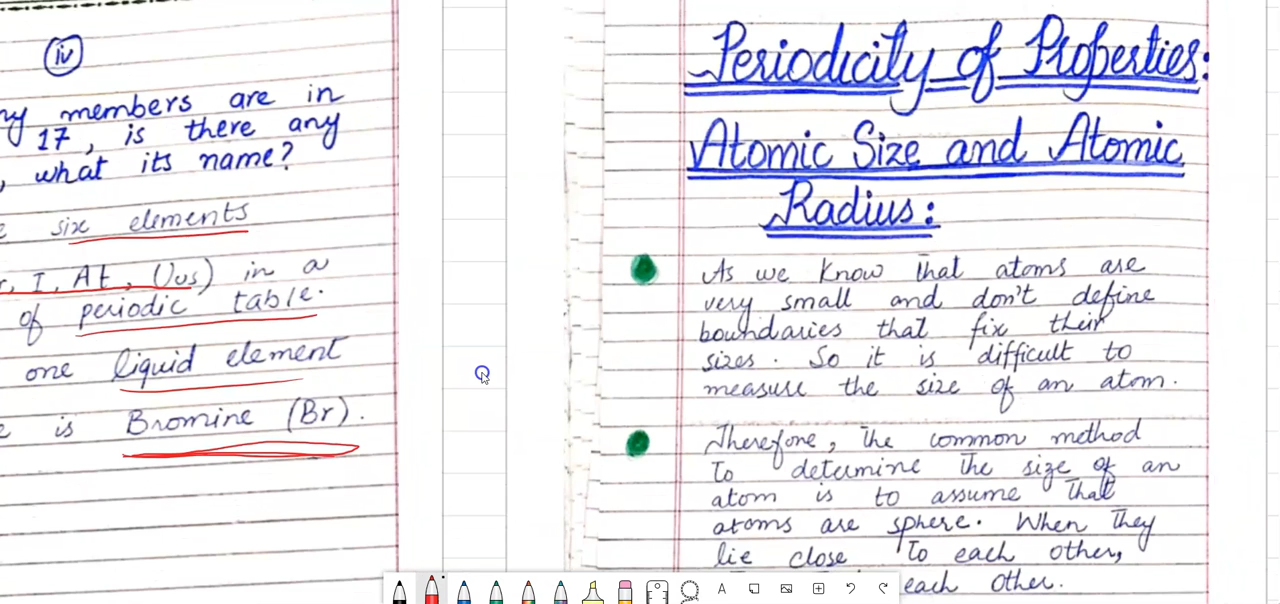 iv
ny members are in
17, is there any
, what its name?
e six elements
r, I, At, Uus) in a
of periodic table.
one liquid element
e is Bromine (Br).
Periodicity of Properties:
Atomic Size and Atomic
Radius:
As we know that atoms are
very small and don't define
boundaries that fix their
sizes. So it is difficult to
measure the size of an atom.
Therefore, the common method
to determine the size of an
atom is to assume that
atoms are sphere. When they
lie close to each other,
each other.
A